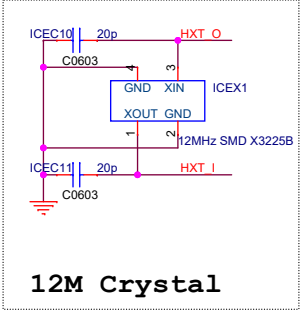 ICEC10 20p HXT_O
C0603
4 3
GND XIN ICEX1
XOUT GND
1 2 12MHz SMD X3225B
ICEC11 20p HXT_I
C0603
12M Crystal